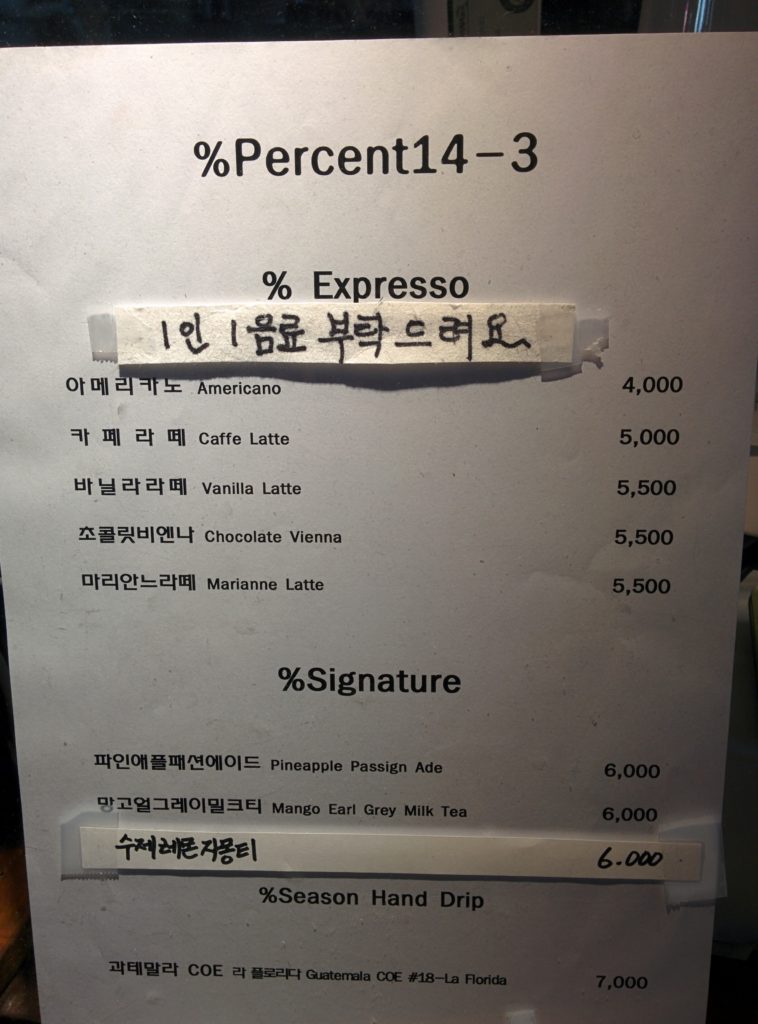 %Percent14-3
% Expresso
1인 1음료 부탁드려요.
아메리카노 Americano 4,000
카페라떼 Caffe Latte 5,000
바닐라라떼 Vanilla Latte 5,500
초콜릿비엔나 Chocolate Vienna 5,500
마리안느라떼 Marianne Latte 5,500
%Signature
파인애플패션에이드 Pineapple Passign Ade 6,000
망고얼그레이밀크티 Mango Earl Grey Milk Tea 6,000
수제레몬자몽티 6.000
%Season Hand Drip
과테말라 COE 라 플로리다 Guatemala COE #18-La Florida 7,000